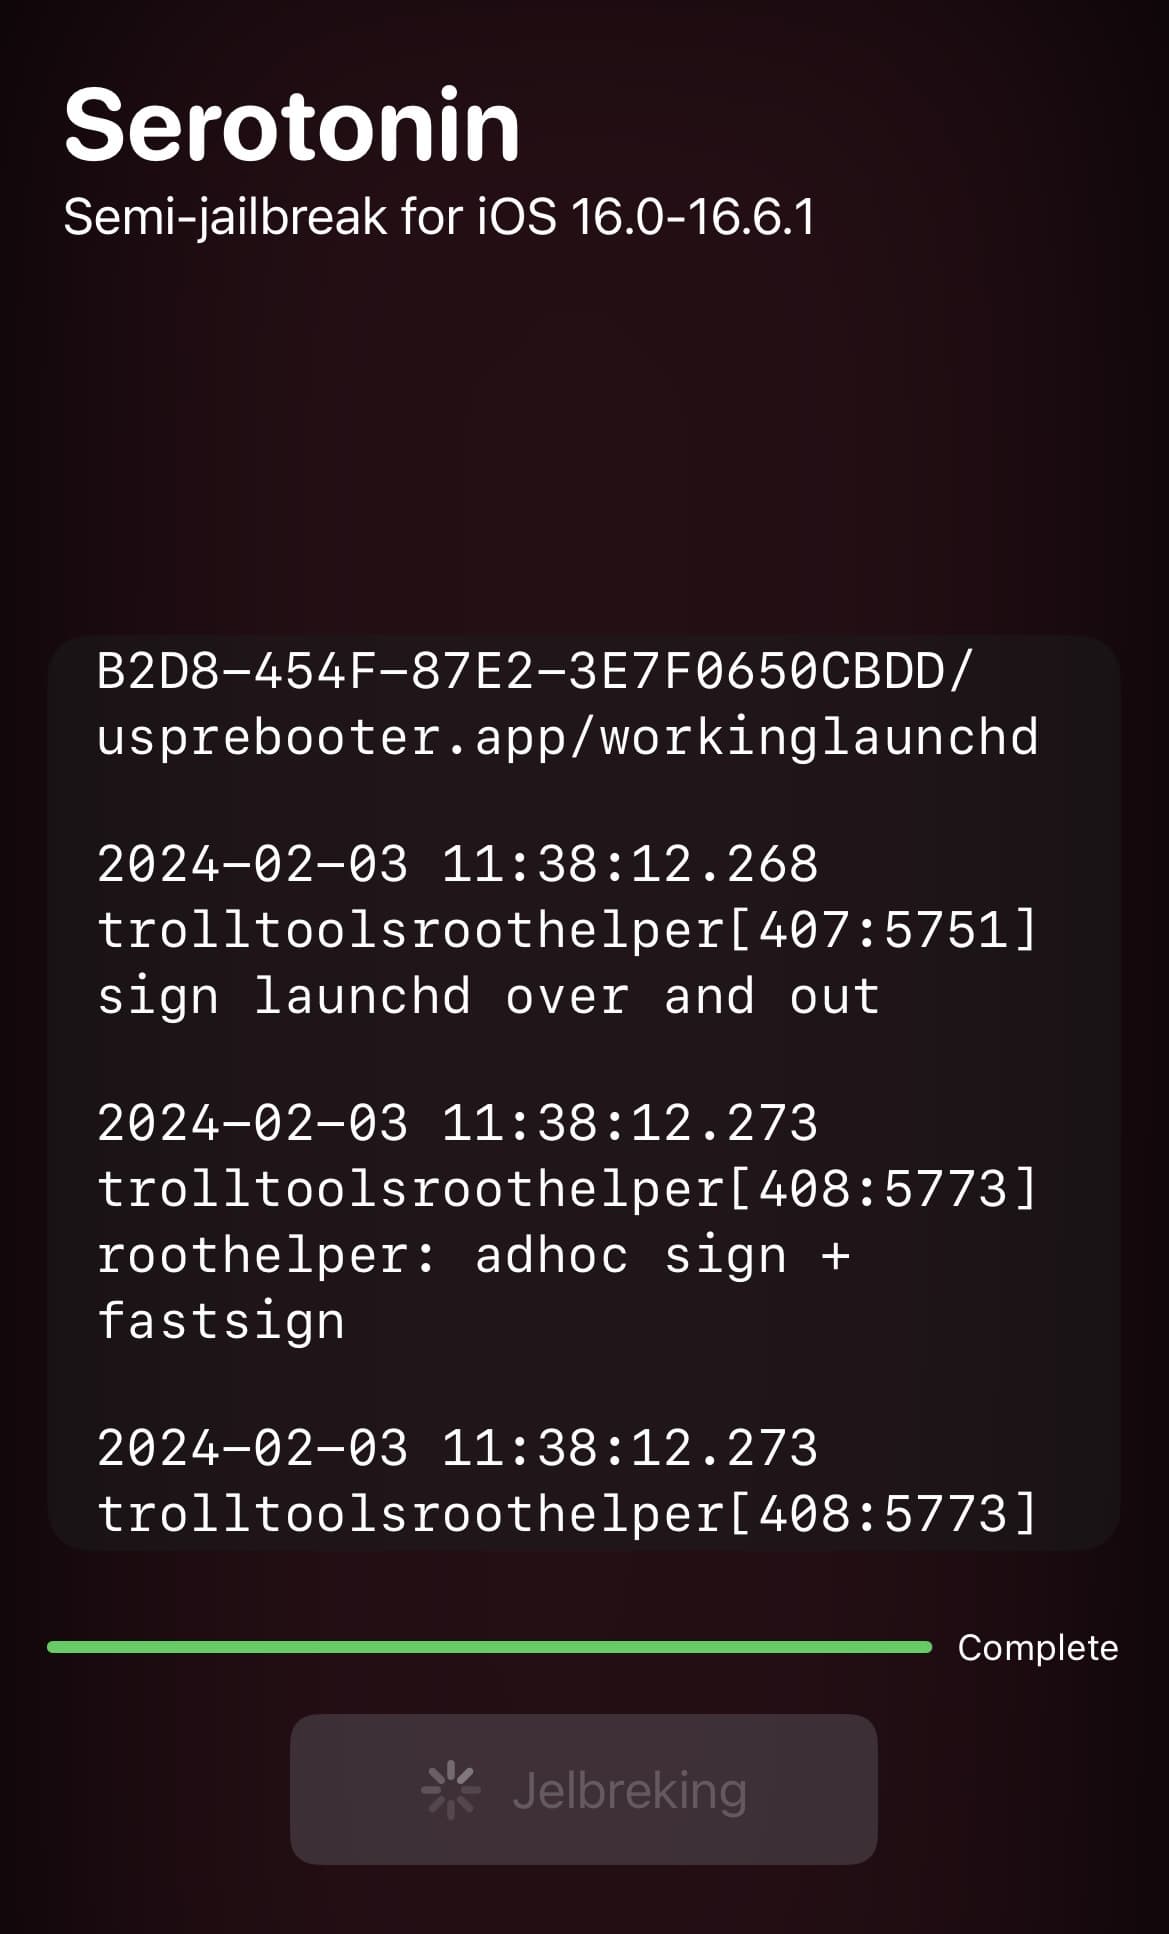 Serotonin
Semi-jailbreak for iOS 16.0-16.6.1
B2D8-454F-87E2-3E7F0650CBDD/
usprebooter.app/workinglaunchd
2024-02-03 11:38:12.268
trolltoolsroothelper[407:5751]
sign launchd over and out
2024-02-03 11:38:12.273
trolltoolsroothelper[408:5773]
roothelper: adhoc sign +
fastsign
2024-02-03 11:38:12.273
trolltoolsroothelper[408:5773]
Complete
Jelbreking